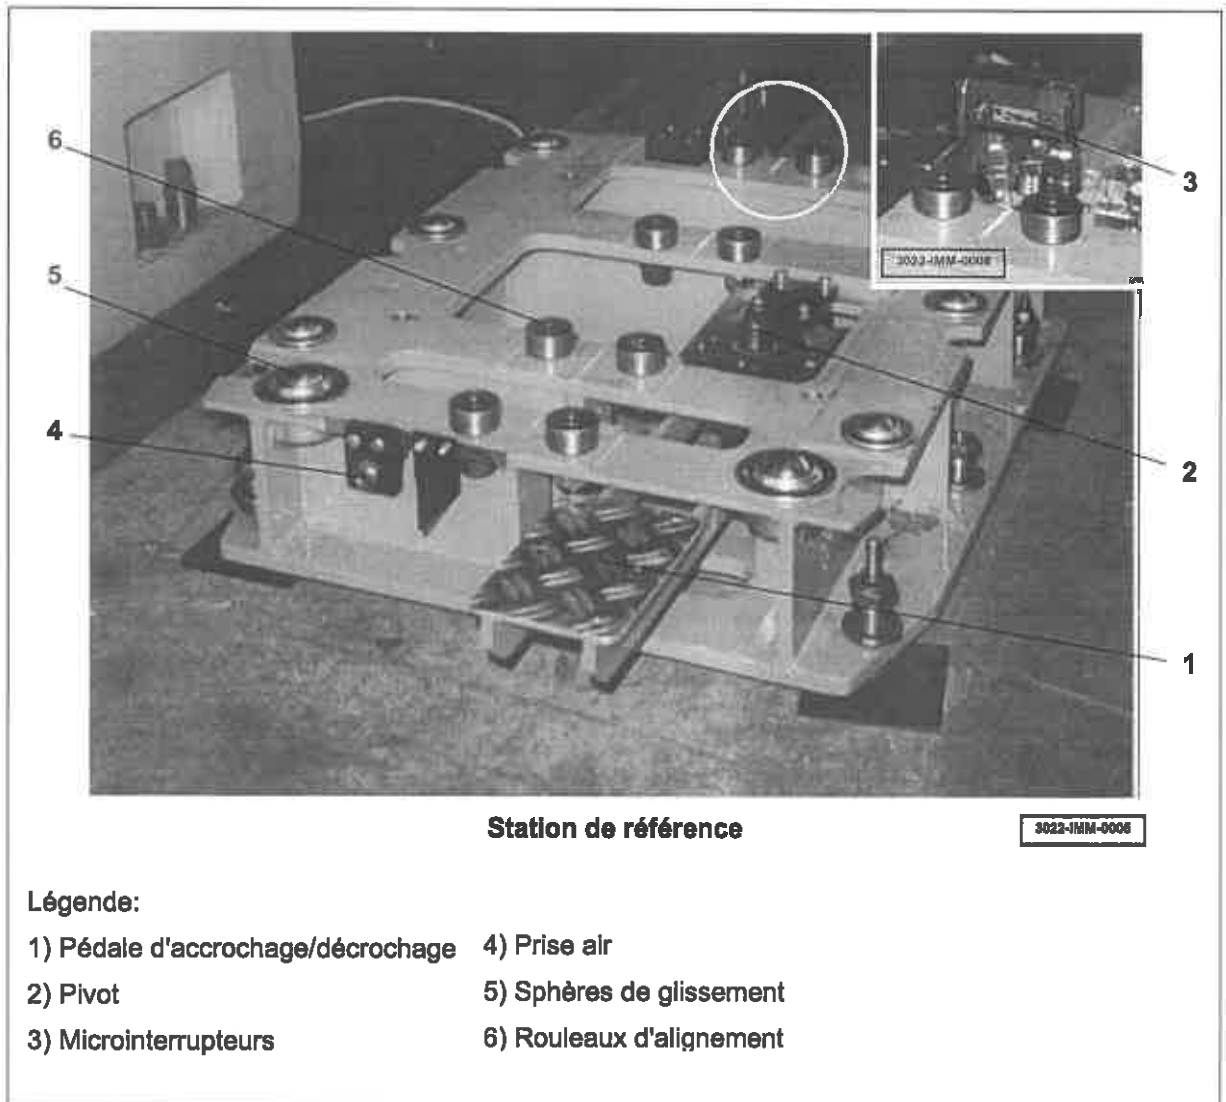 6
5
4
3
2
1
3022-IMM-0006
Station de référence
3022-IMM-0005
Légende:
1) Pédale d'accrochage/décrochage
2) Pivot
3) Microinterrupteurs
4) Prise air
5) Sphères de glissement
6) Rouleaux d'alignement